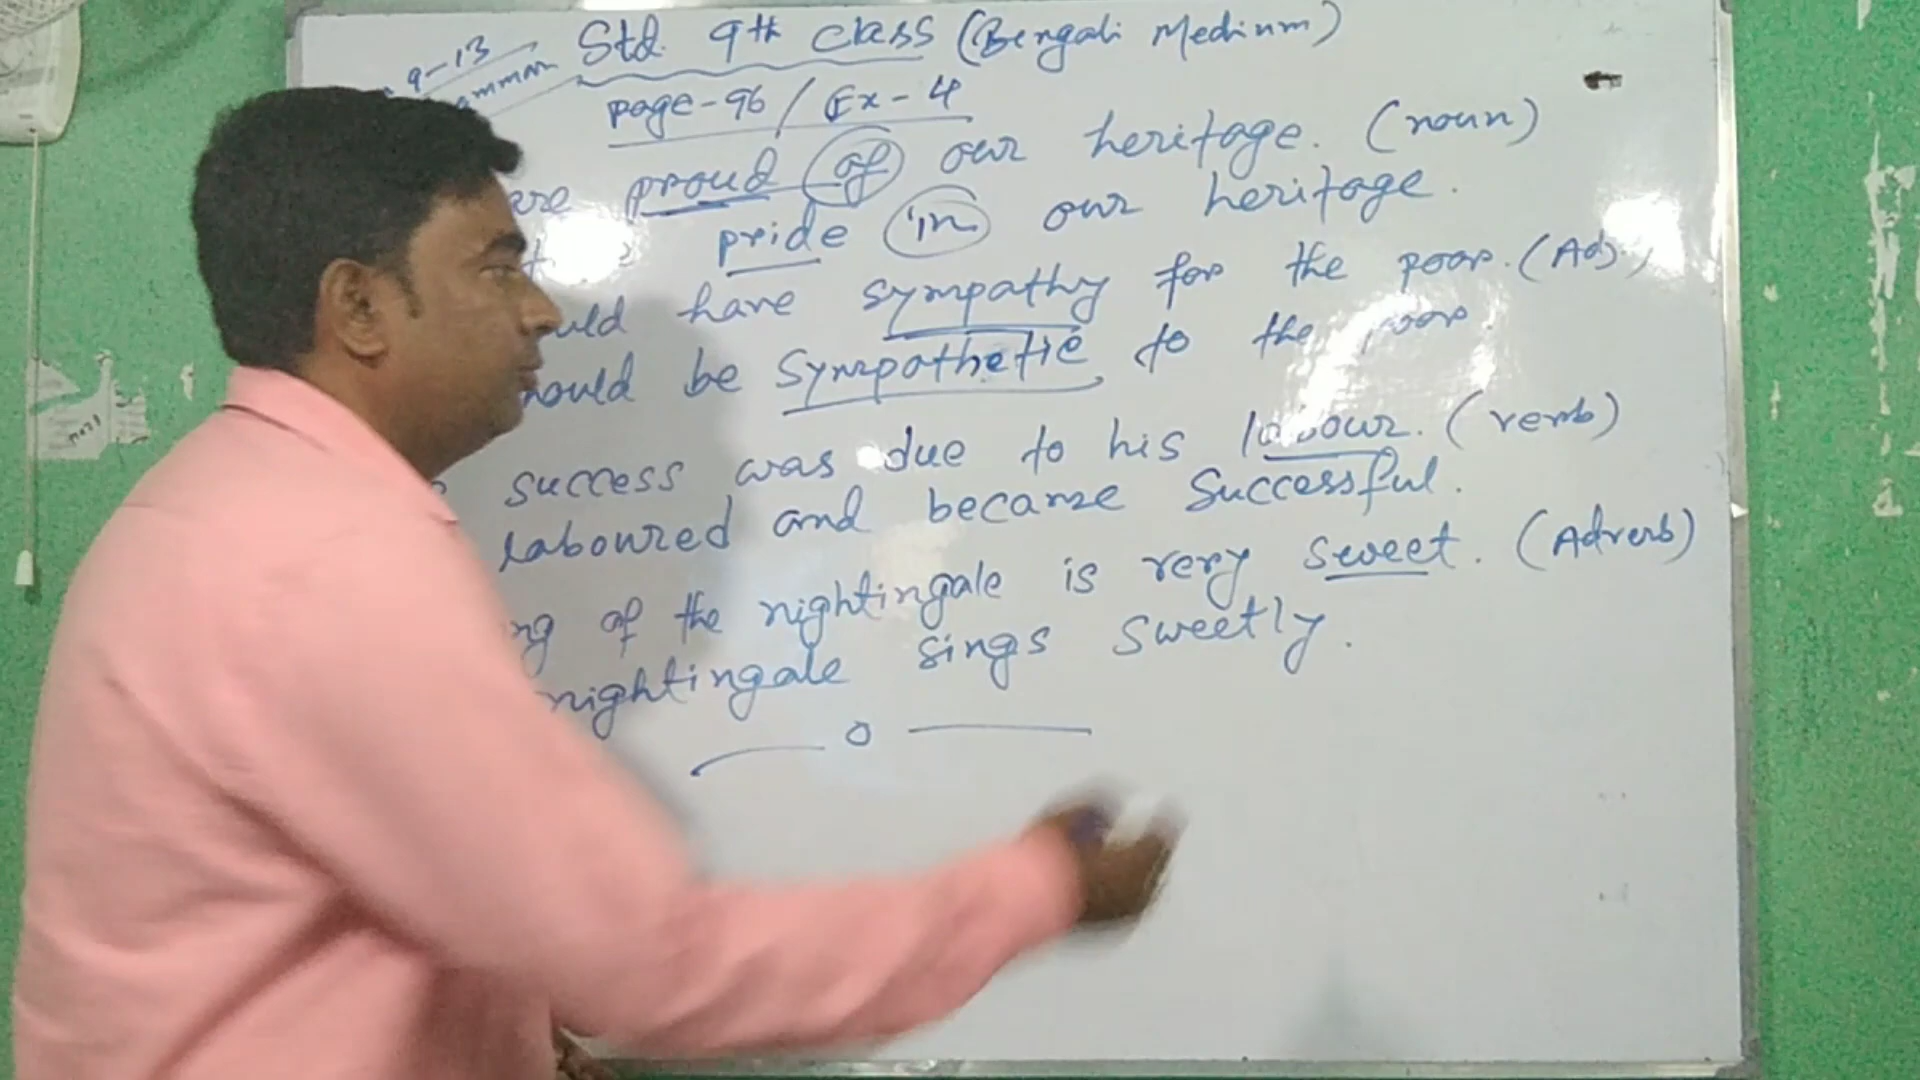 9-13
Std. 9th class (Bengali Medium)
page-96 / Ex-4
are proud of our heritage. (noun)
pride in our heritage.
have sympathy for the poor. (Adj.)
be Sympathetic to the poor.
success was due to his labour. (verb)
laboured and became successful.
of the nightingale is very sweet. (Adverb)
nightingale sings sweetly.